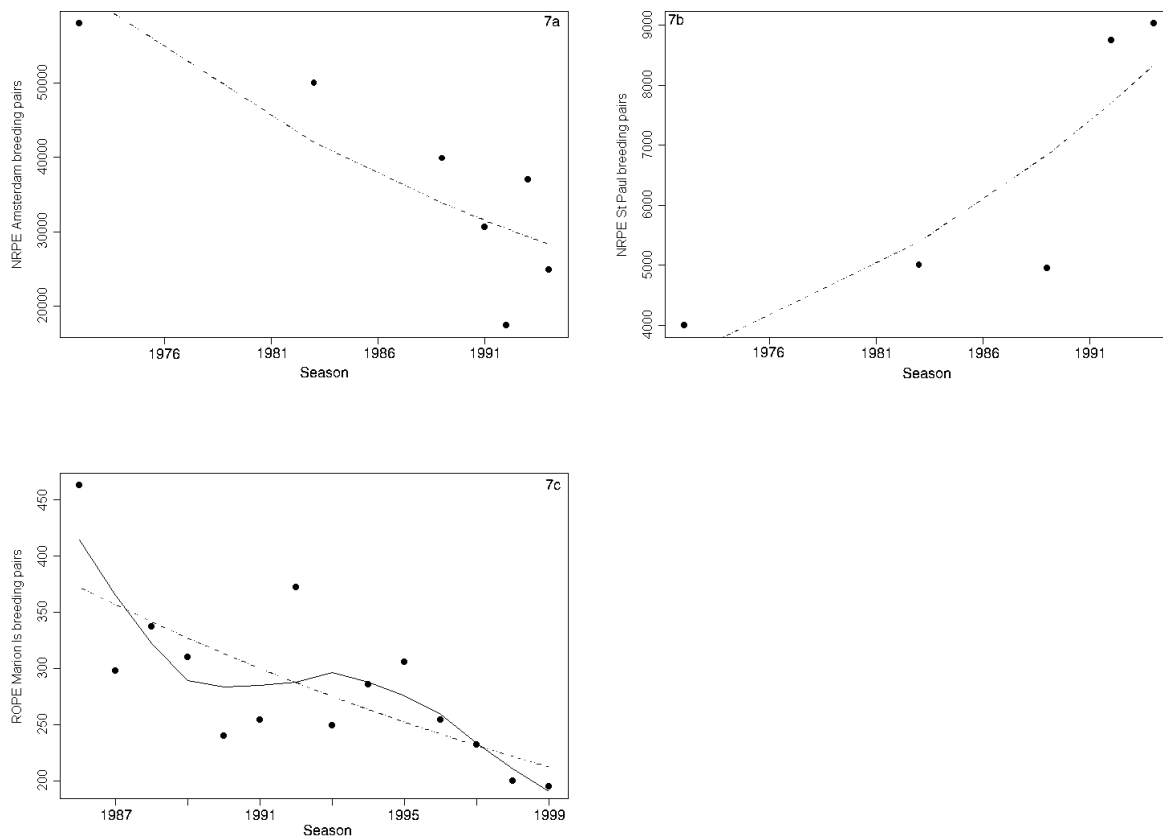 7a
NRPE Amsterdam breeding pairs
50000
40000
30000
20000
1976 1981 1986 1991
Season
7b
NRPE St Paul breeding pairs
9000
8000
7000
6000
5000
4000
1976 1981 1986 1991
Season
7c
ROPE Marion Is breeding pairs
450
400
350
300
250
200
1987 1991 1995 1999
Season